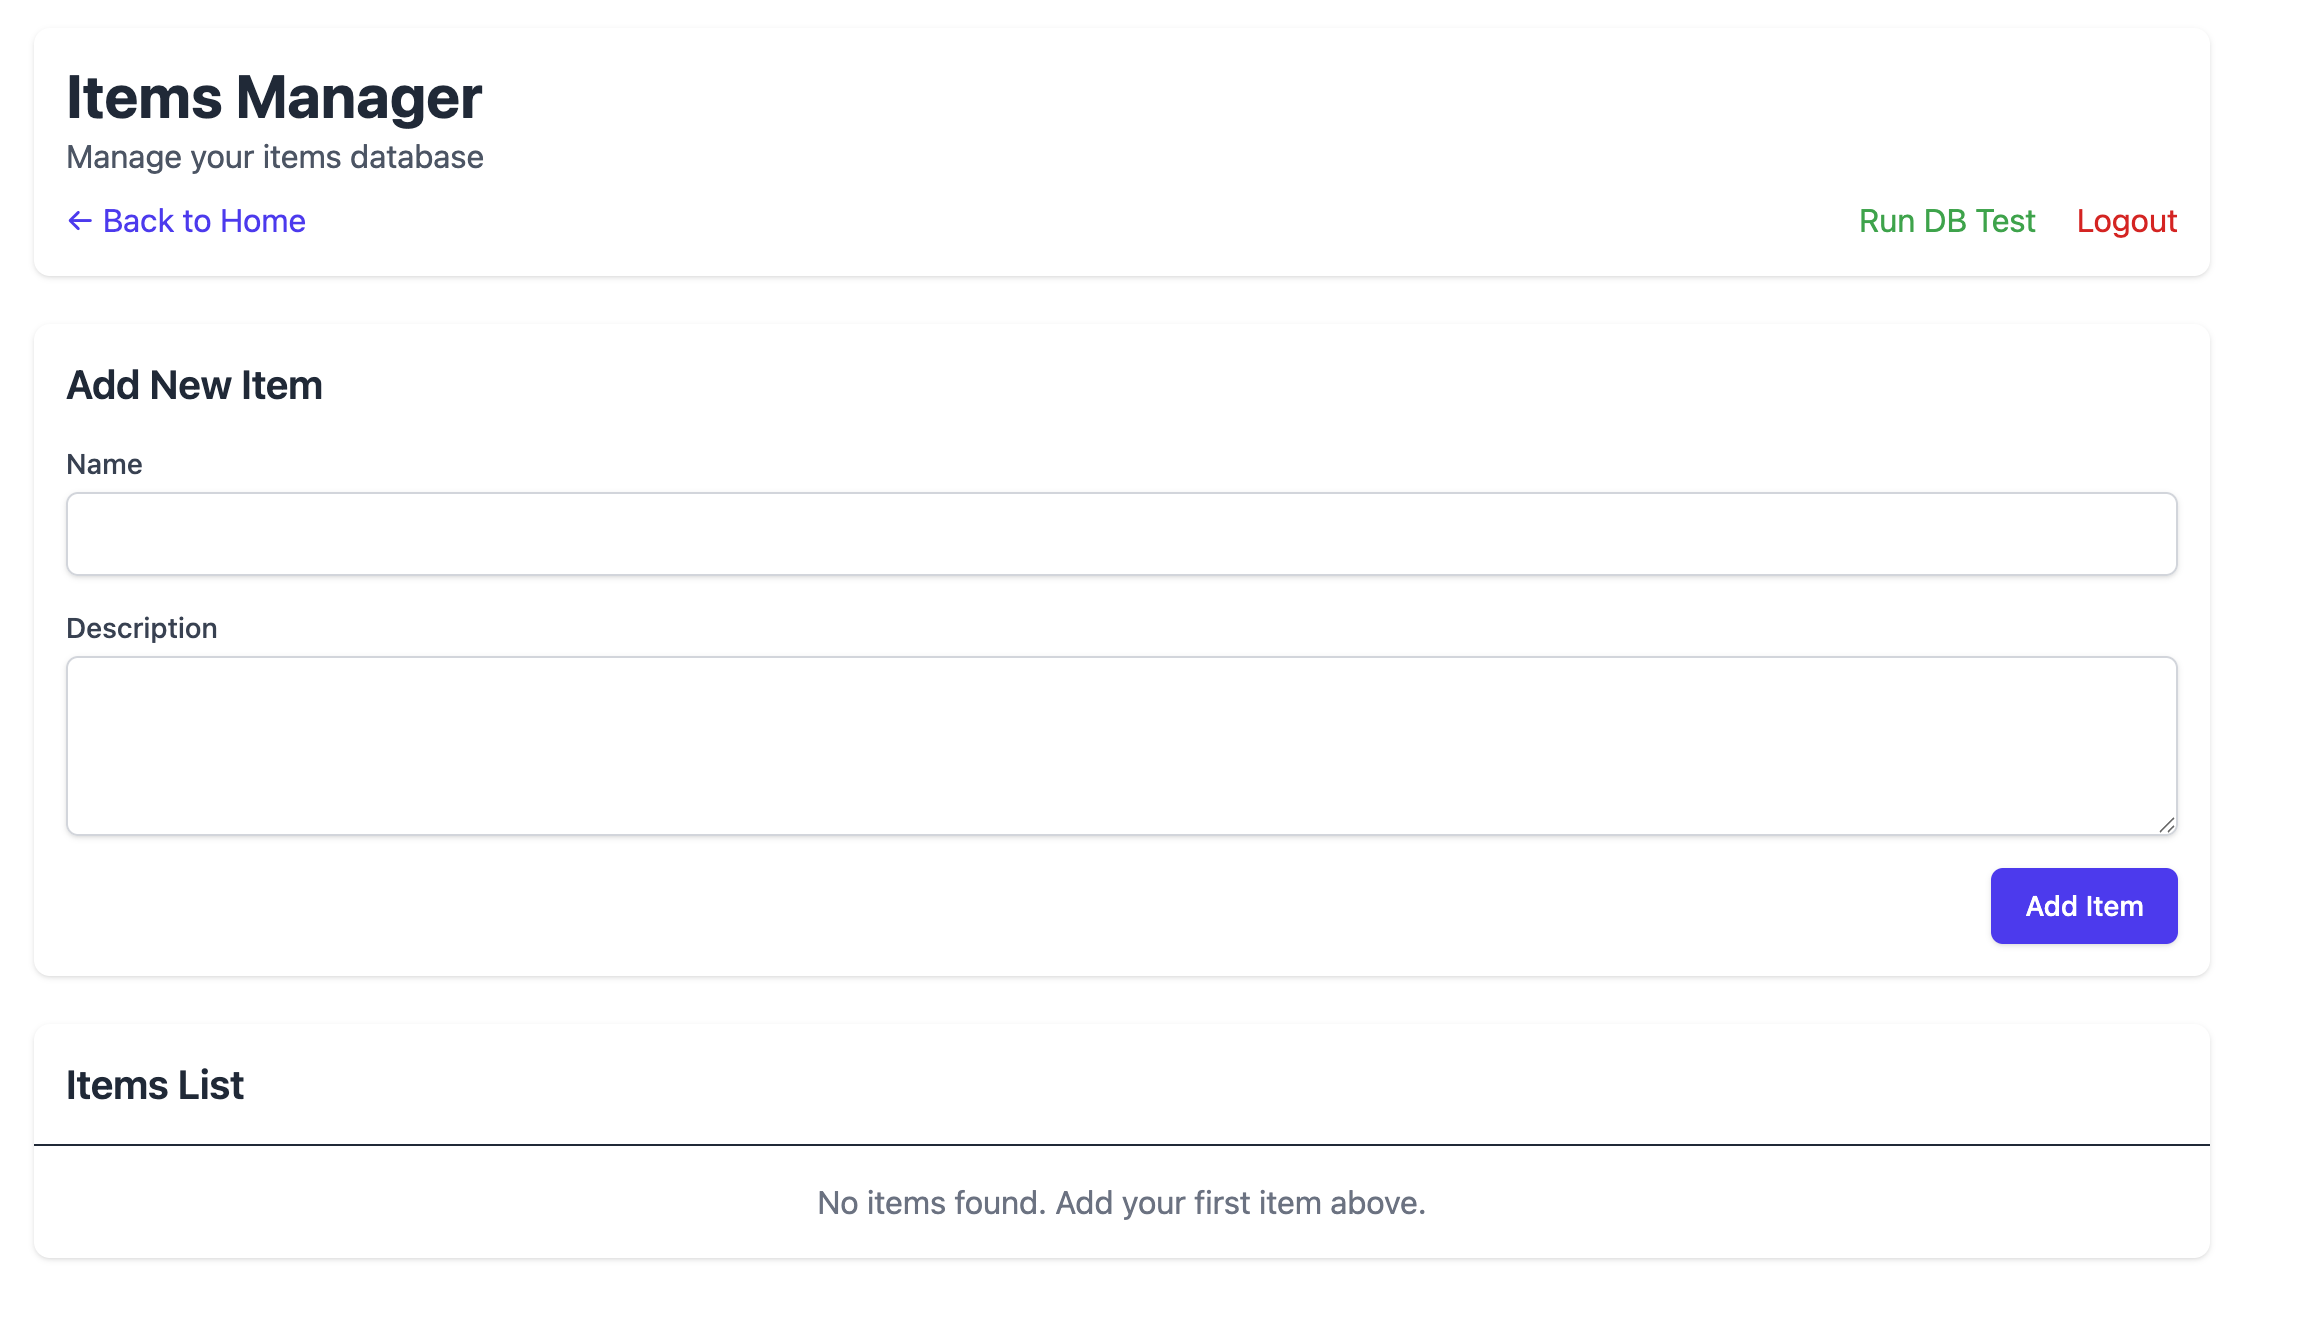 Items Manager
Manage your items database
← Back to Home
Run DB Test
Logout
Add New Item
Name
Description
Add Item
Items List
No items found. Add your first item above.